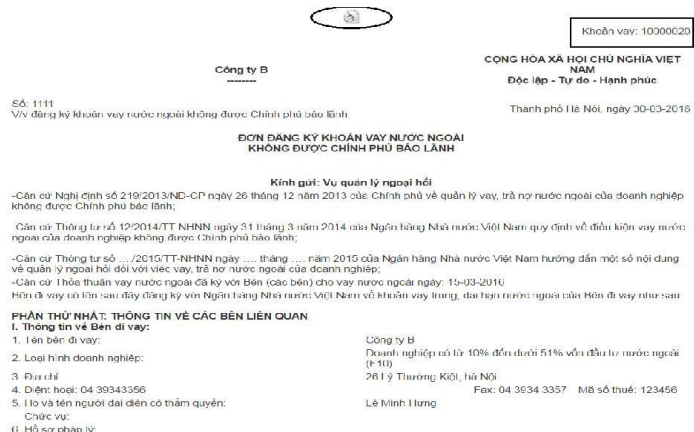 Khoản vay: 10000020
Công ty B
--------
CỘNG HÒA XÃ HỘI CHỦ NGHĨA VIỆT
NAM
Độc lập - Tự do - Hạnh phúc
Số: 1111
V/v đăng ký khoản vay nước ngoài không được Chính phủ bảo lãnh
Thành phố Hà Nội, ngày 30-03-2016
ĐƠN ĐĂNG KÝ KHOẢN VAY NƯỚC NGOÀI
KHÔNG ĐƯỢC CHÍNH PHỦ BẢO LÃNH
Kính gửi: Vụ quản lý ngoại hối
-Căn cứ Nghị định số 219/2013/NĐ-CP ngày 26 tháng 12 năm 2013 của Chính phủ về quản lý vay, trả nợ nước ngoài của doanh nghiệp
không được Chính phủ bảo lãnh;
-Căn cứ Thông tư số 12/2014/TT-NHNN ngày 31 tháng 3 năm 2014 của Ngân hàng Nhà nước Việt Nam quy định về điều kiện vay nước
ngoài của doanh nghiệp không được Chính phủ bảo lãnh;
-Căn cứ Thông tư số ..../2015/TT-NHNN ngày .... tháng .... năm 2015 của Ngân hàng Nhà nước Việt Nam hướng dẫn một số nội dung
về quản lý ngoại hối đối với việc vay, trả nợ nước ngoài của doanh nghiệp;
-Căn cứ Thỏa thuận vay nước ngoài đã ký với Bên (các bên) cho vay nước ngoài ngày: 15-03-2016
Bên đi vay có tên sau đây đăng ký với Ngân hàng Nhà nước Việt Nam về khoản vay trung, dài hạn nước ngoài của Bên đi vay như sau:
PHẦN THỨ NHẤT: THÔNG TIN VỀ CÁC BÊN LIÊN QUAN
I. Thông tin về Bên đi vay:
1. Tên bên đi vay: Công ty B
2. Loại hình doanh nghiệp: Doanh nghiệp có từ 10% đến dưới 51% vốn đầu tư nước ngoài
(F10)
3. Địa chỉ 26 Lý Thường Kiệt, hà Nội
4. Điện thoại: 04 39343356 Fax: 04 3934 3357 Mã số thuế: 123456
5. Họ và tên người đại diện có thẩm quyền: Lê Minh Hưng
Chức vụ:
6. Hồ sơ pháp lý: